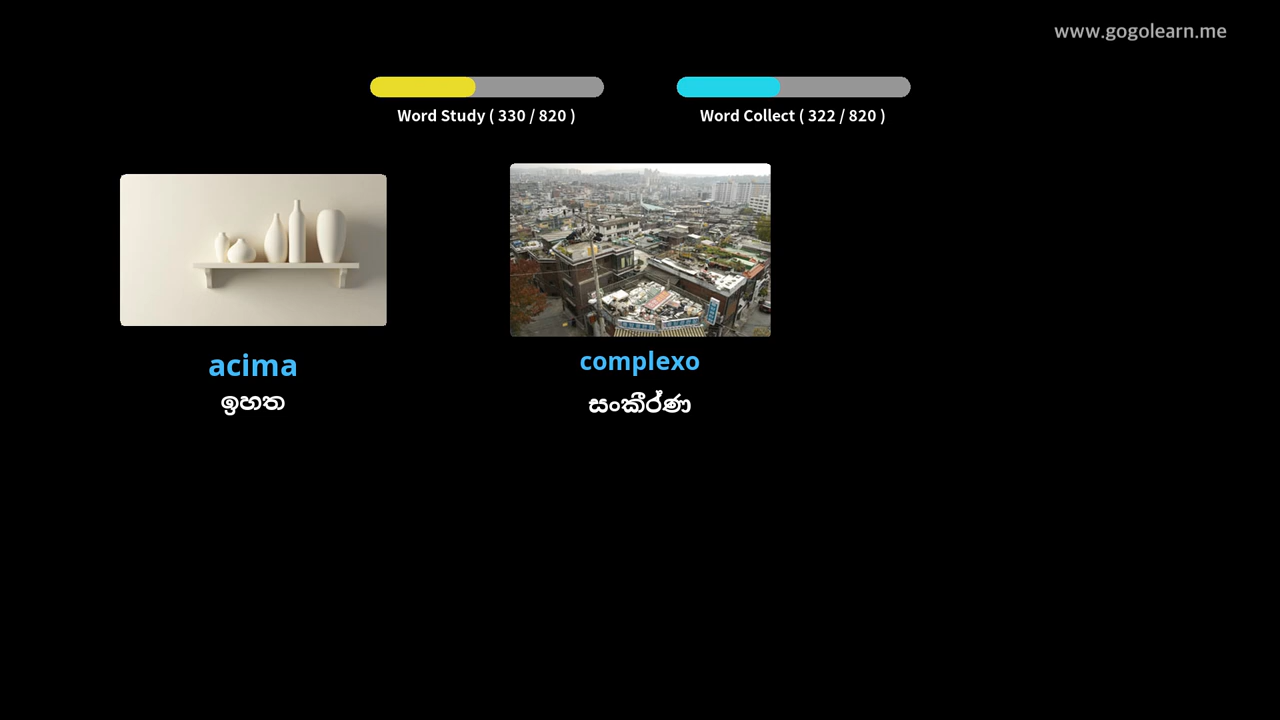 www.gogolearn.me
Word Study ( 330 / 820 )
Word Collect ( 322 / 820 )
acima
ඉහත
complexo
සංකීර්ණ